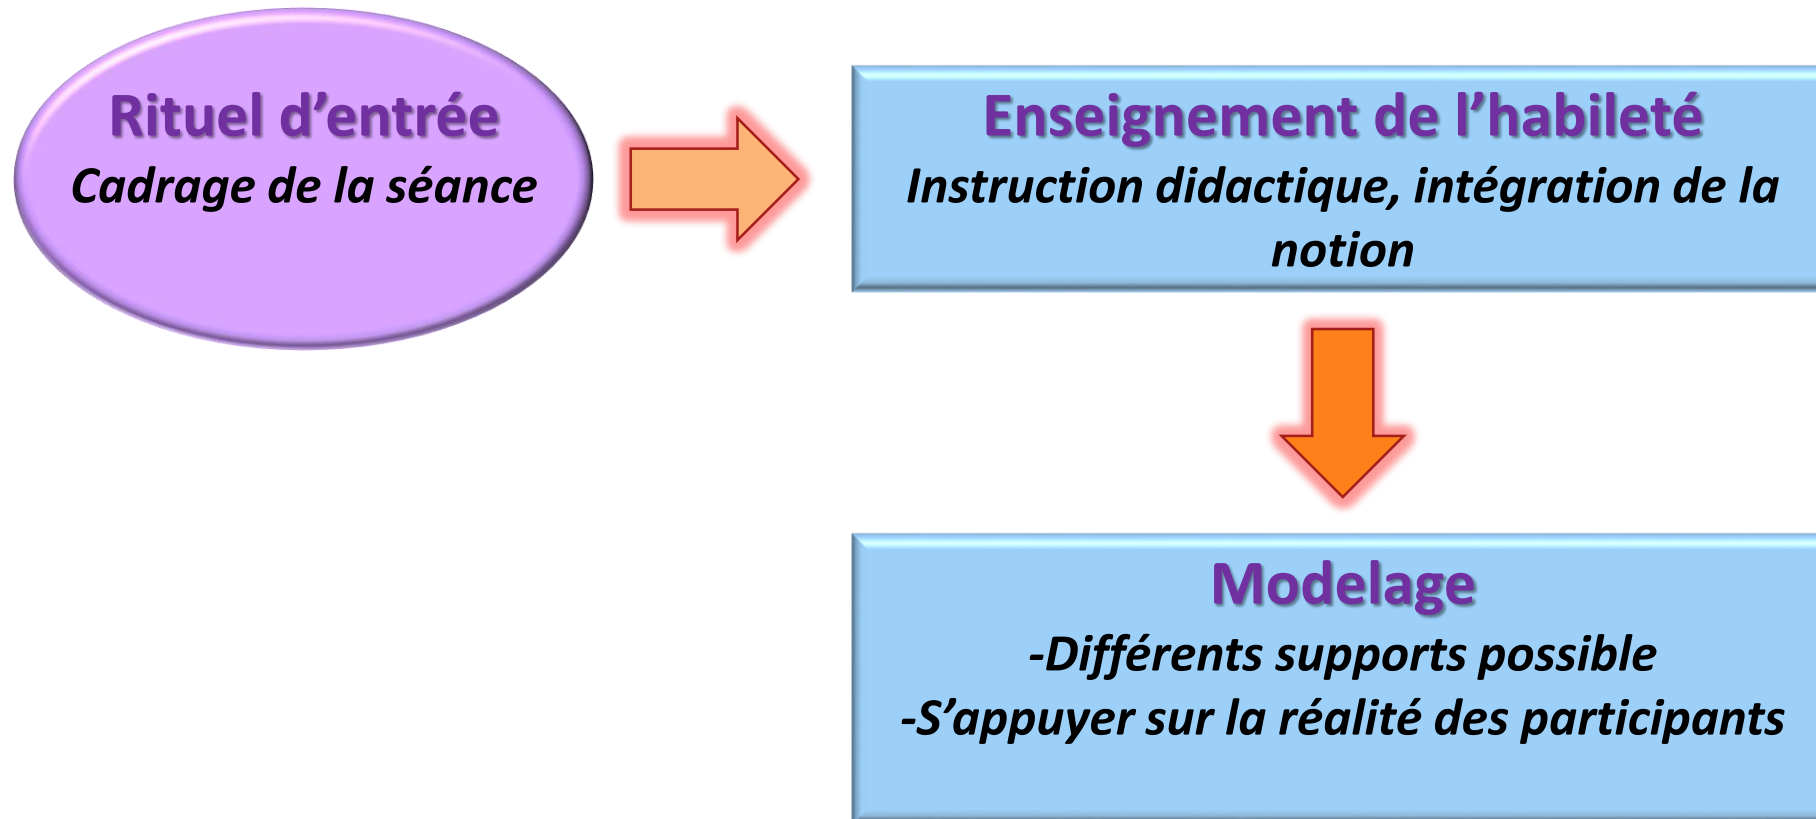 Rituel d’entrée
Cadrage de la séance
Enseignement de l’habileté
Instruction didactique, intégration de la
notion
Modelage
-Différents supports possible
-S’appuyer sur la réalité des participants